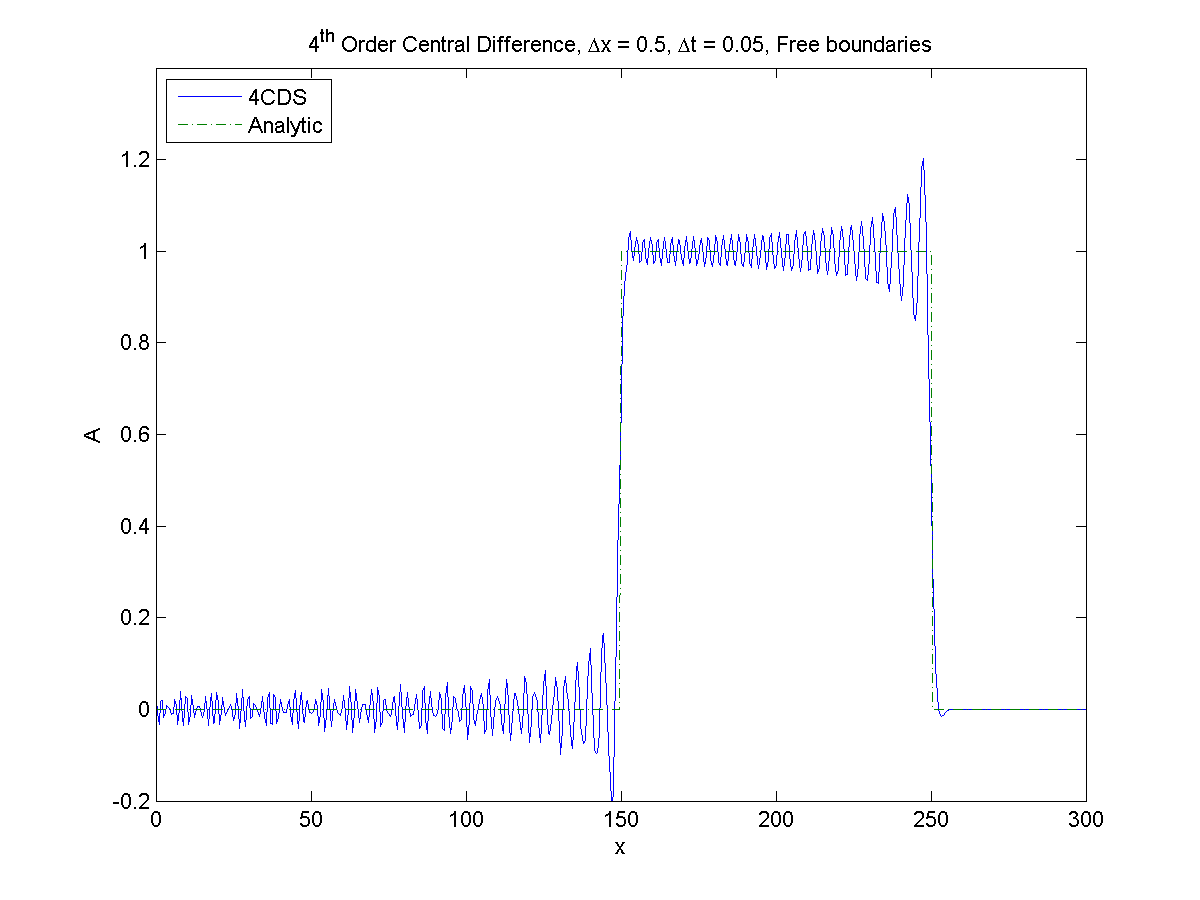 4th Order Central Difference, Δx = 0.5, Δt = 0.05, Free boundaries
4CDS
Analytic
1.2
1
0.8
0.6
A
0.4
0.2
0
-0.2
0 50 100 150 200 250 300
x